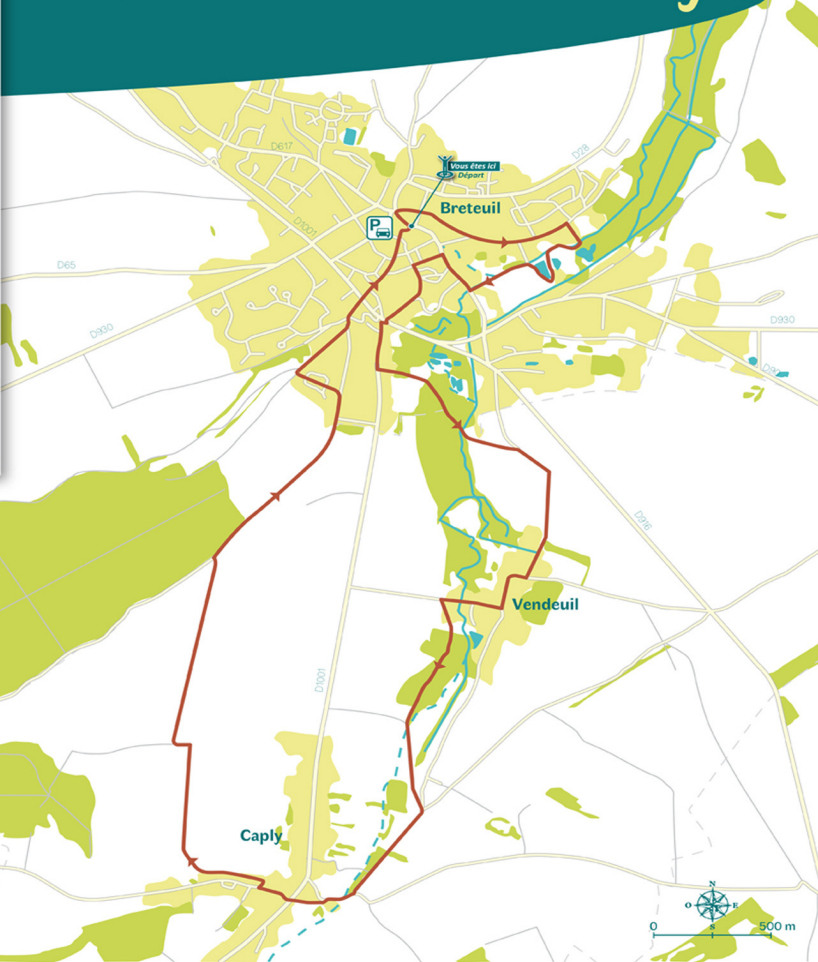 D617
D28
Vous êtes ici
Départ
P
Breteuil
D1001
D65
D930
D930
D916
Vendeuil
D1001
Caply
N
O
E
S
0
500 m